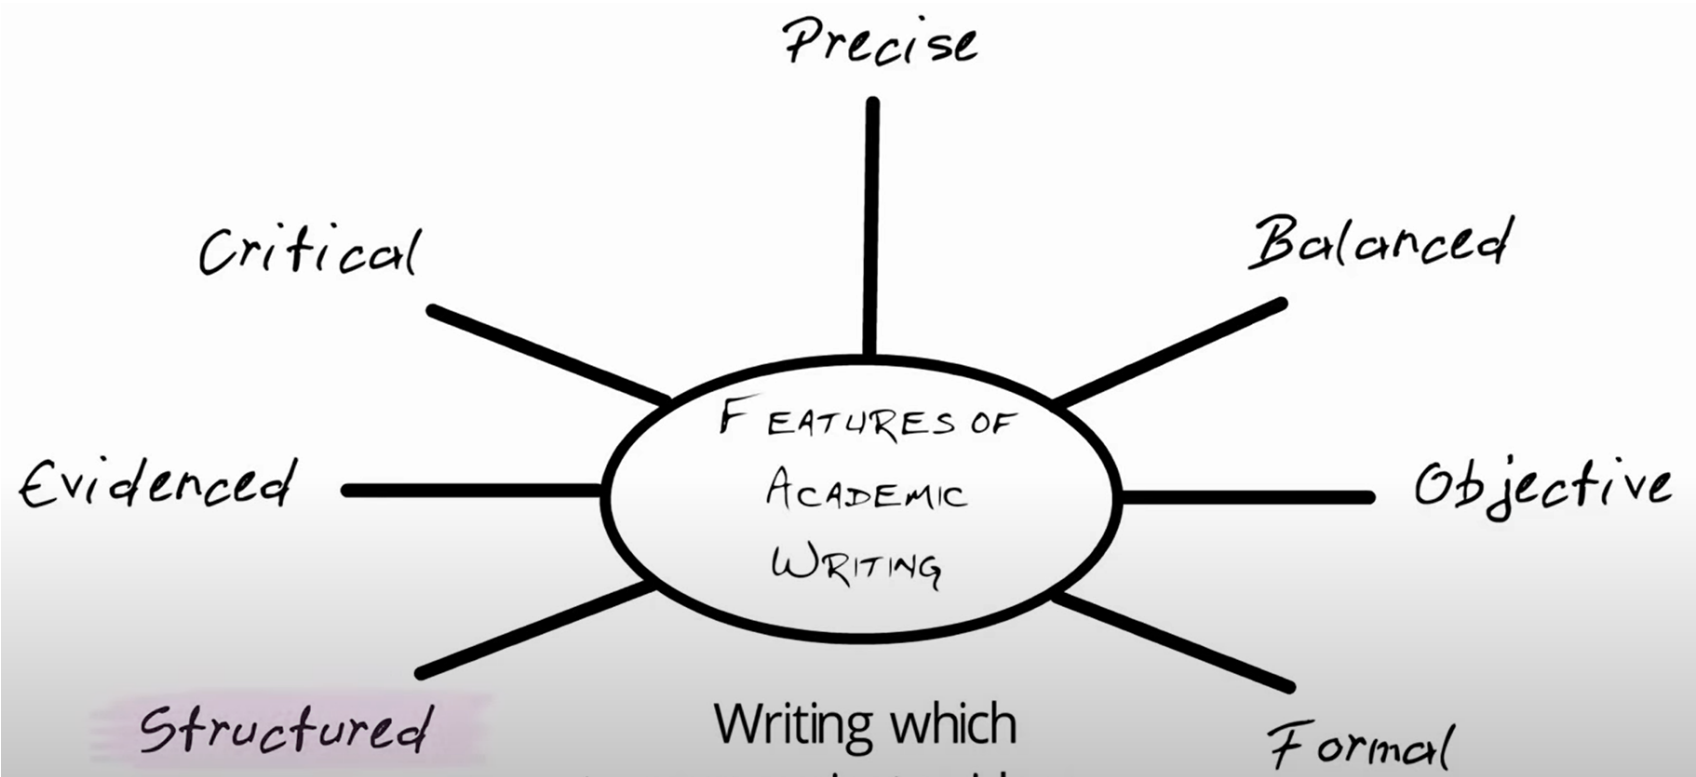 Precise
Critical
Balanced
FEATURES OF
ACADEMIC
WRITING
Evidenced
Objective
Structured
Formal
Writing which